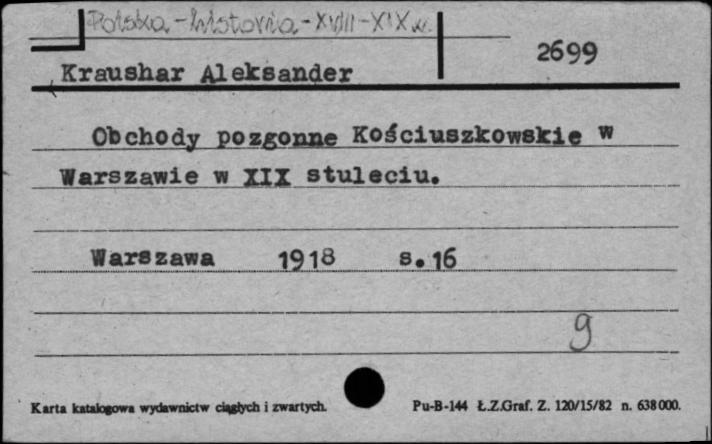 Polska - historia - XVIII-XIX w.
2699
Kraushar Aleksander
Obchody pozgonne Kościuszkowskie w
Warszawie w XIX stuleciu.
Warszawa 1918 s. 16
9
Karta katalogowa wydawnictw ciągłych i zwartych. Pu-B-144 Ł.Z.Graf. Z. 120/15/82 n. 638000.